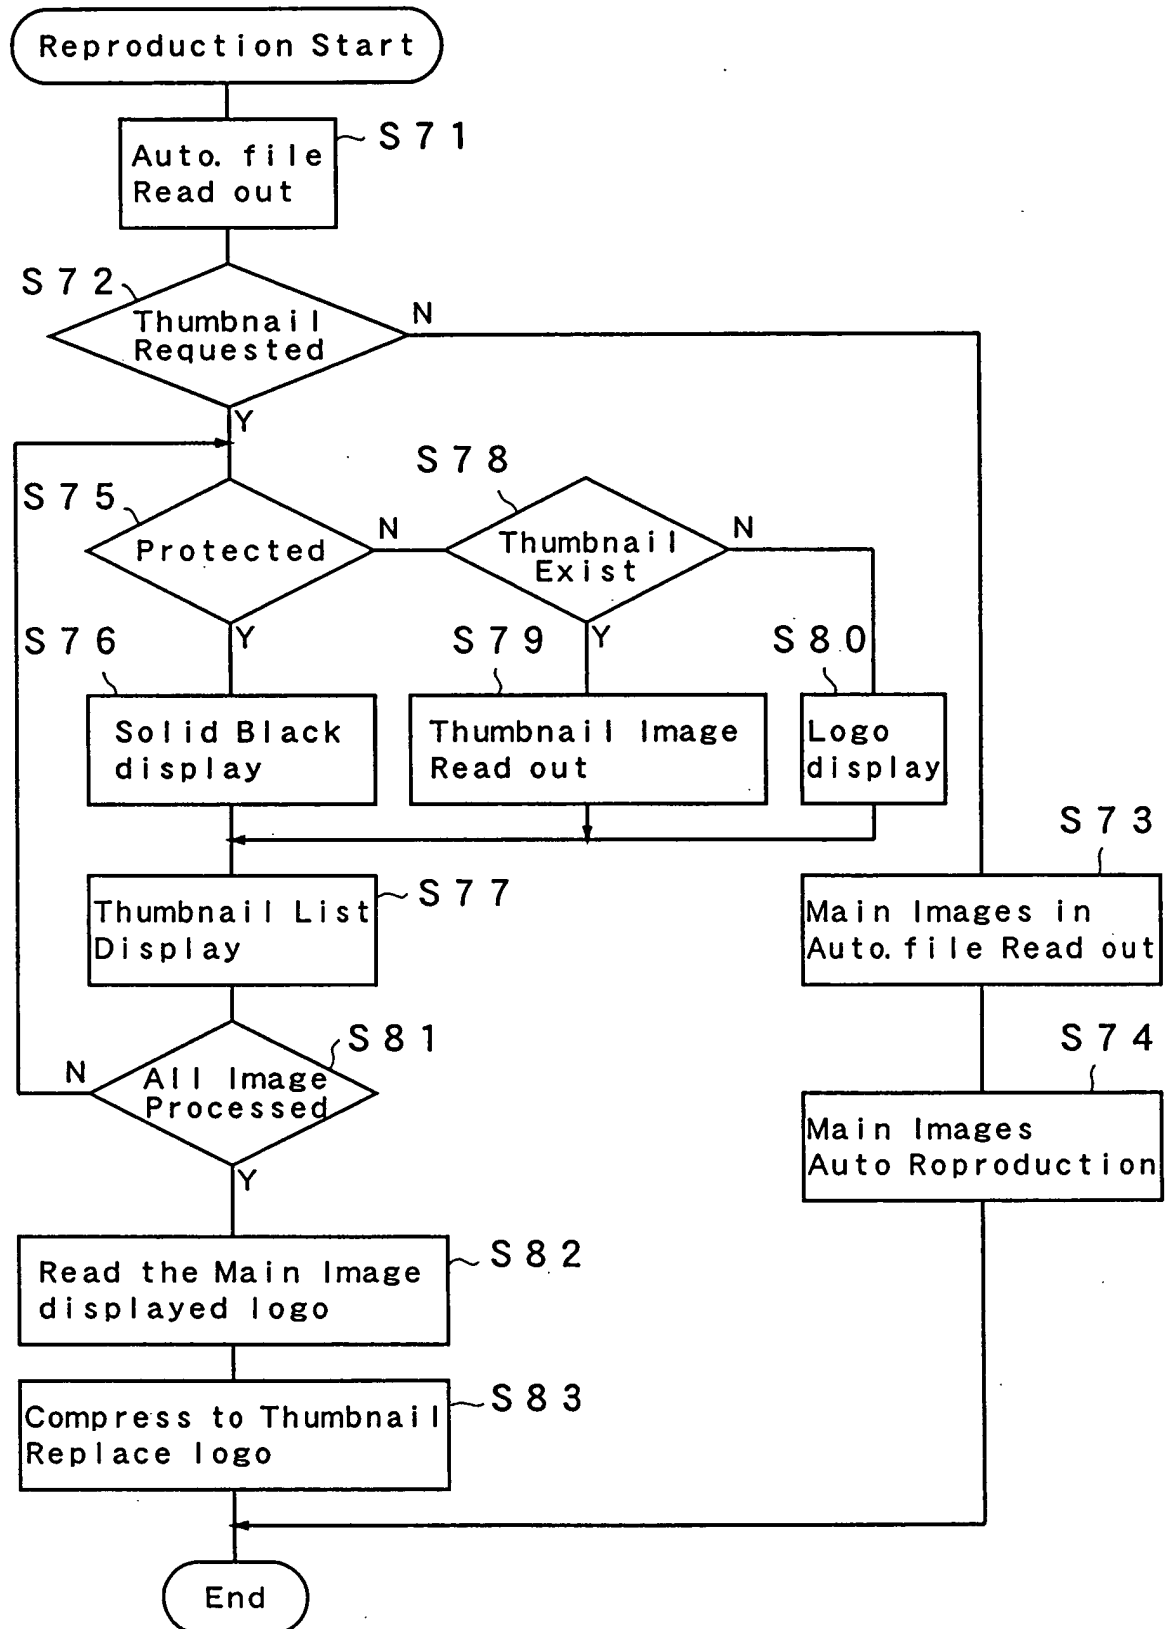 Reproduction Start
S71
Auto. file
Read out
S72
Thumbnail
Requested
N
Y
S75
Protected
N
Y
S78
Thumbnail
Exist
N
Y
S76
Solid Black
display
S79
Thumbnail Image
Read out
S80
Logo
display
S77
Thumbnail List
Display
S73
Main Images in
Auto. file Read out
S81
All Image
Processed
N
Y
S74
Main Images
Auto Roproduction
S82
Read the Main Image
displayed logo
S83
Compress to Thumbnail
Replace logo
End